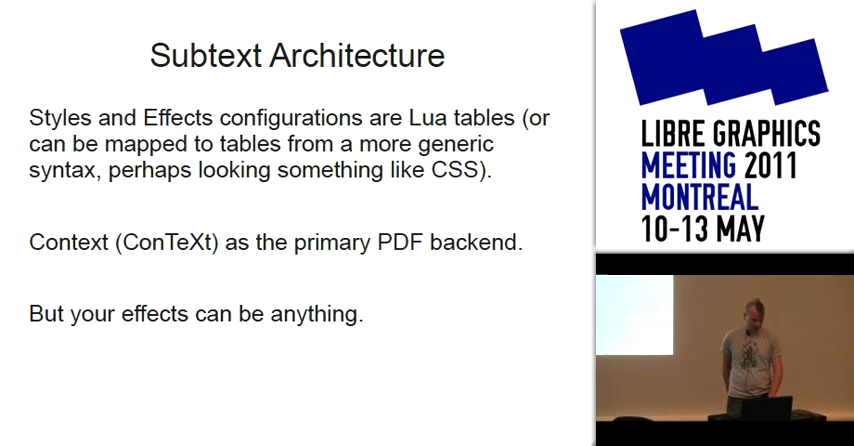 Subtext Architecture
Styles and Effects configurations are Lua tables (or
can be mapped to tables from a more generic
syntax, perhaps looking something like CSS).
Context (ConTeXt) as the primary PDF backend.
But your effects can be anything.
LIBRE GRAPHICS
MEETING 2011
MONTREAL
10-13 MAY